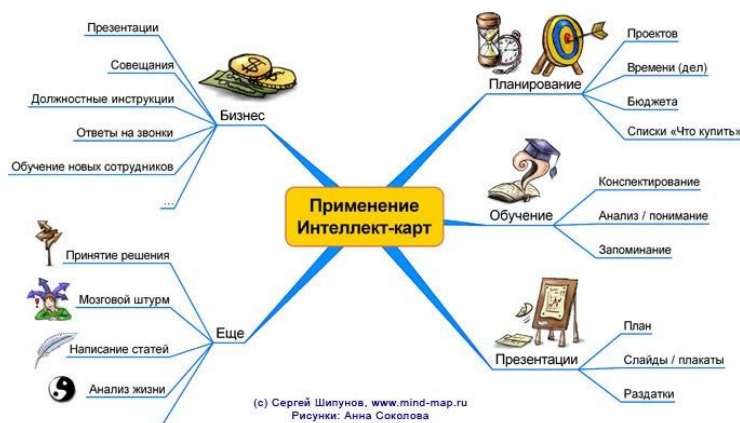 Применение
Интеллект-карт
Планирование
Проектов
Времени (дел)
Бюджета
Списки «Что купить»
Обучение
Конспектирование
Анализ / понимание
Запоминание
Презентации
План
Слайды / плакаты
Раздатки
Бизнес
Презентации
Совещания
Должностные инструкции
Ответы на звонки
Обучение новых сотрудников
...
Еще
Принятие решения
Мозговой штурм
Написание статей
Анализ жизни
(с) Сергей Шипунов, www.mind-map.ru
Рисунки: Анна Соколова